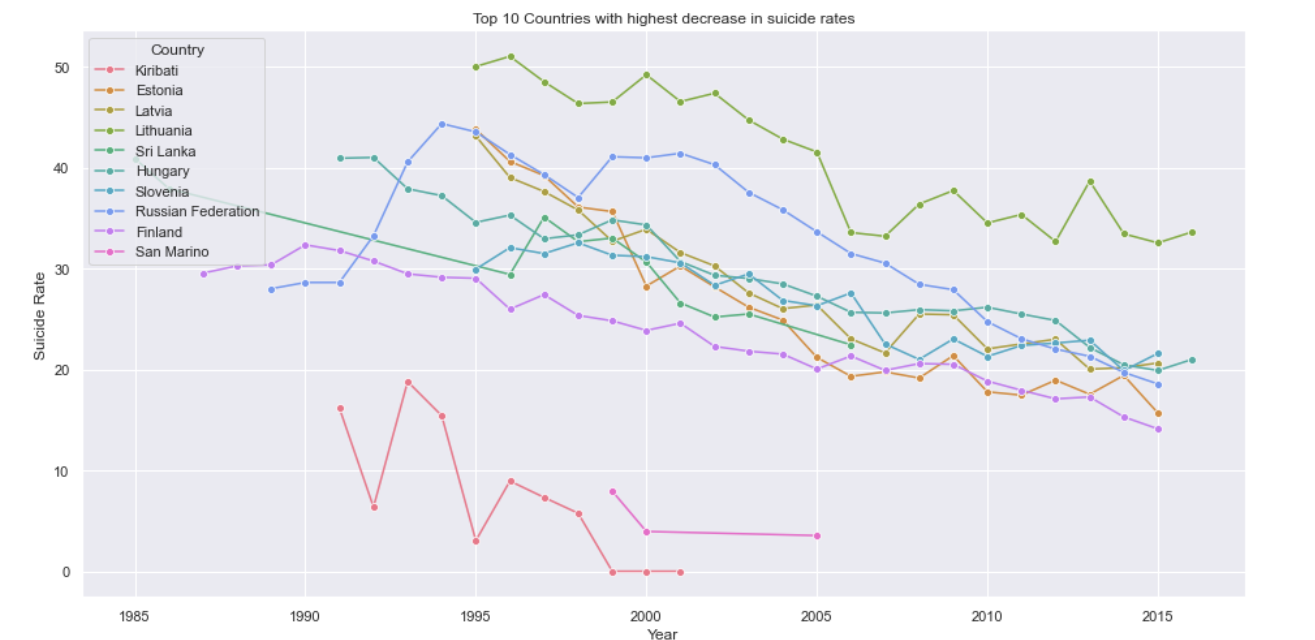 Top 10 Countries with highest decrease in suicide rates
Country
Kiribati
Estonia
Latvia
Lithuania
Sri Lanka
Hungary
Slovenia
Russian Federation
Finland
San Marino
Suicide Rate
50
40
30
20
10
0
1985 1990 1995 2000 2005 2010 2015
Year